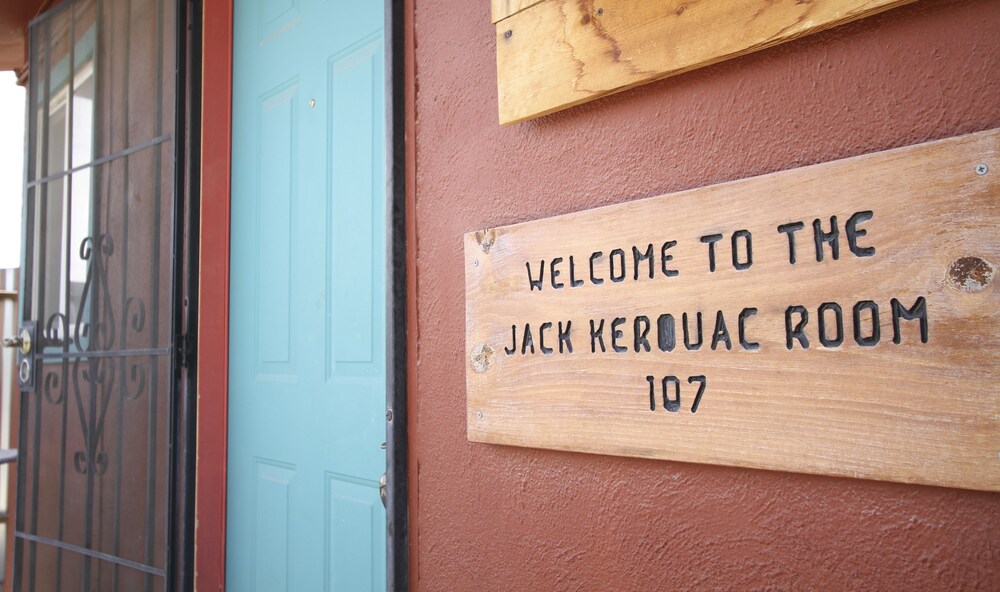 WELCOME TO THE
JACK KEROUAC ROOM
107